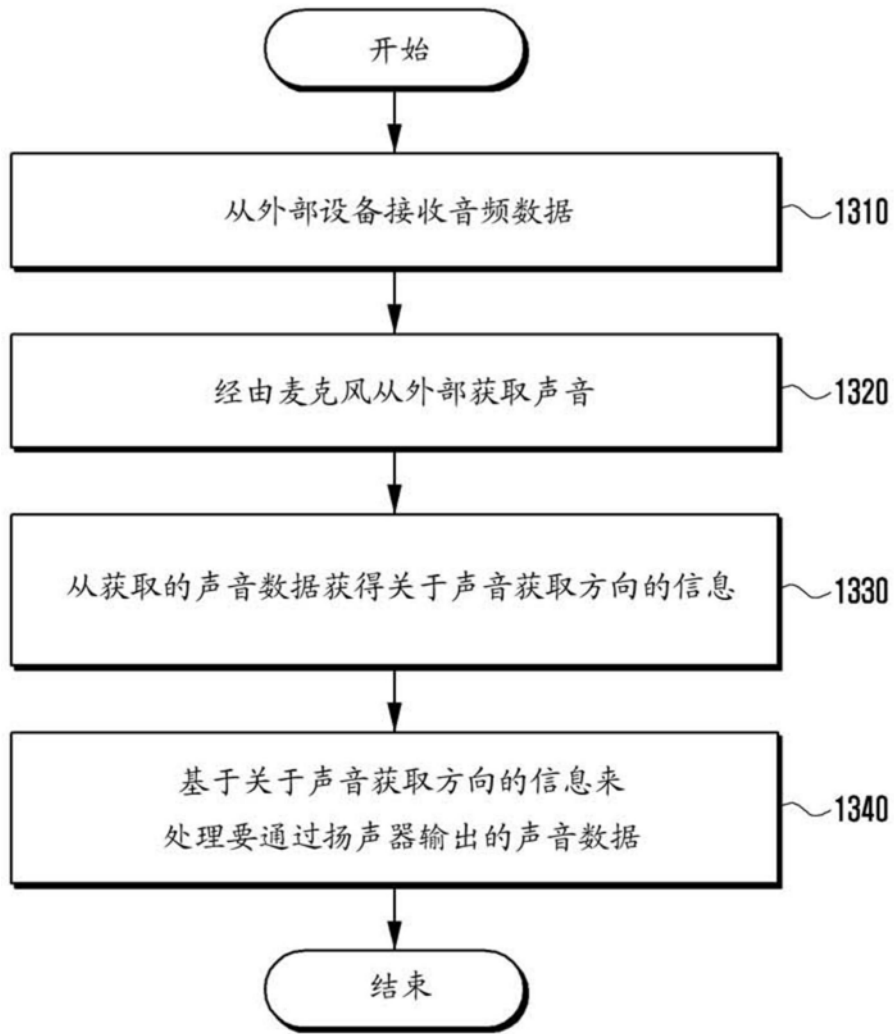 开始
从外部设备接收音频数据
1310
经由麦克风从外部获取声音
1320
从获取的声音数据获得关于声音获取方向的信息
1330
基于关于声音获取方向的信息来
处理要通过扬声器输出的声音数据
1340
结束